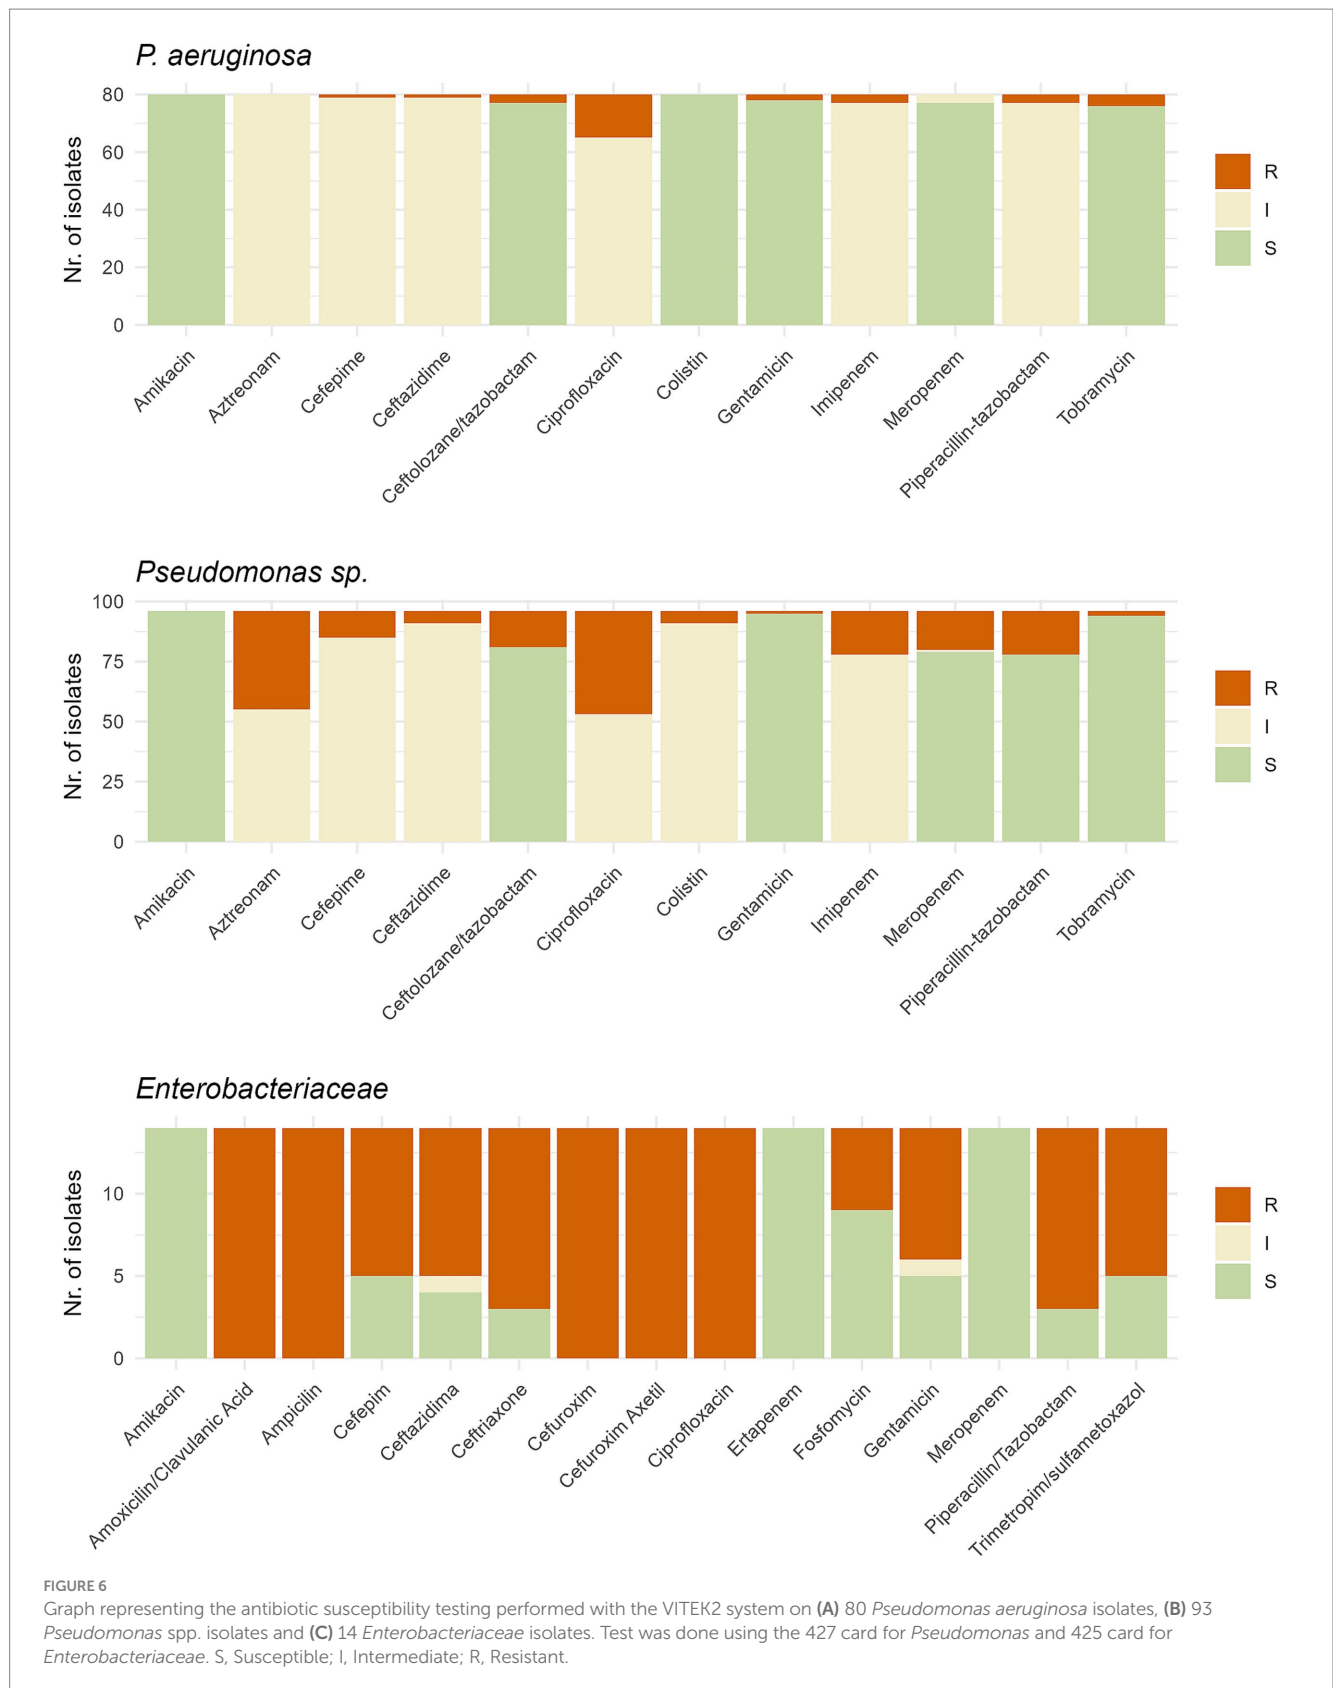 P. aeruginosa
80
60
40
20
0
Nr. of isolates
R
I
S
Amikacin
Aztreonam
Cefepime
Ceftazidime
Ceftolozane/tazobactam
Ciprofloxacin
Colistin
Gentamicin
Imipenem
Meropenem
Piperacillin-tazobactam
Tobramycin
Pseudomonas sp.
100
75
50
25
0
Nr. of isolates
R
I
S
Amikacin
Aztreonam
Cefepime
Ceftazidime
Ceftolozane/tazobactam
Ciprofloxacin
Colistin
Gentamicin
Imipenem
Meropenem
Piperacillin-tazobactam
Tobramycin
Enterobacteriaceae
10
5
0
Nr. of isolates
R
I
S
Amikacin
Amoxicilin/Clavulanic Acid
Ampicilin
Cefepim
Ceftazidima
Ceftriaxone
Cefuroxim
Cefuroxim Axetil
Ciprofloxacin
Ertapenem
Fosfomycin
Gentamicin
Meropenem
Piperacillin/Tazobactam
Trimetropim/sulfametoxazol
FIGURE 6
Graph representing the antibiotic susceptibility testing performed with the VITEK2 system on (A) 80 Pseudomonas aeruginosa isolates, (B) 93
Pseudomonas spp. isolates and (C) 14 Enterobacteriaceae isolates. Test was done using the 427 card for Pseudomonas and 425 card for
Enterobacteriaceae. S, Susceptible; I, Intermediate; R, Resistant.